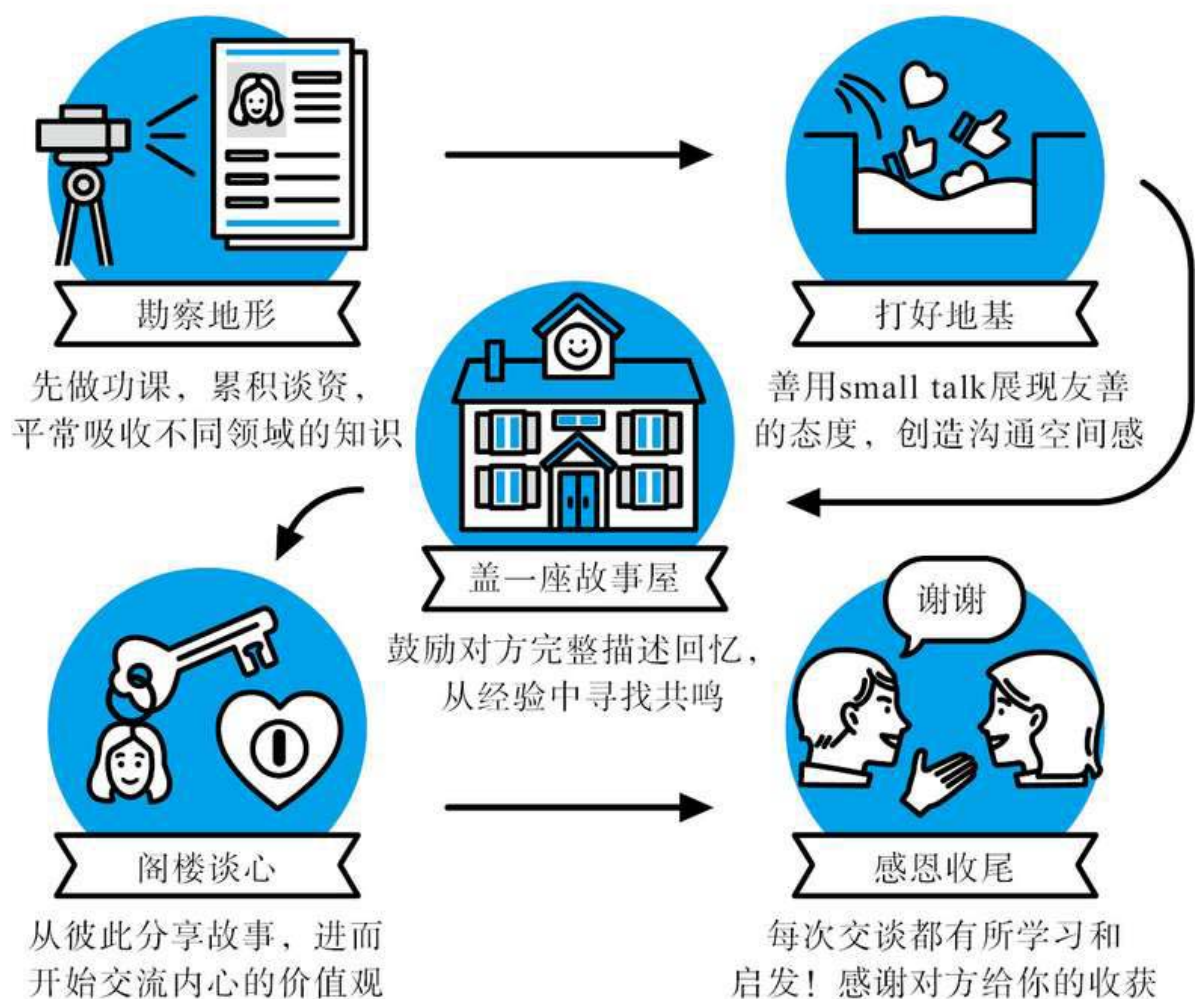 勘察地形
先做功课，累积谈资，
平常吸收不同领域的知识
打好地基
善用small talk展现友善
的态度，创造沟通空间感
盖一座故事屋
鼓励对方完整描述回忆，
从经验中寻找共鸣
阁楼谈心
从彼此分享故事，进而
开始交流内心的价值观
谢谢
感恩收尾
每次交谈都有所学习和
启发！感谢对方给你的收获